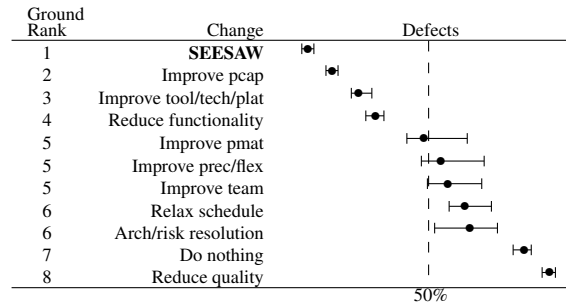 Ground
Rank Change Defects
1 SEESAW
2 Improve pcap
3 Improve tool/tech/plat
4 Reduce functionality
5 Improve pmat
5 Improve prec/flex
5 Improve team
6 Relax schedule
6 Arch/risk resolution
7 Do nothing
8 Reduce quality
50%